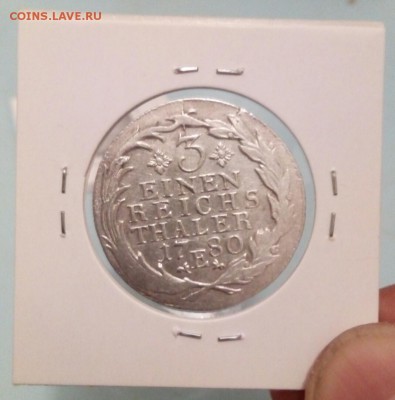 COINS.LAVE.RU
3
EINEN
REICHS
THALER
17 80
E